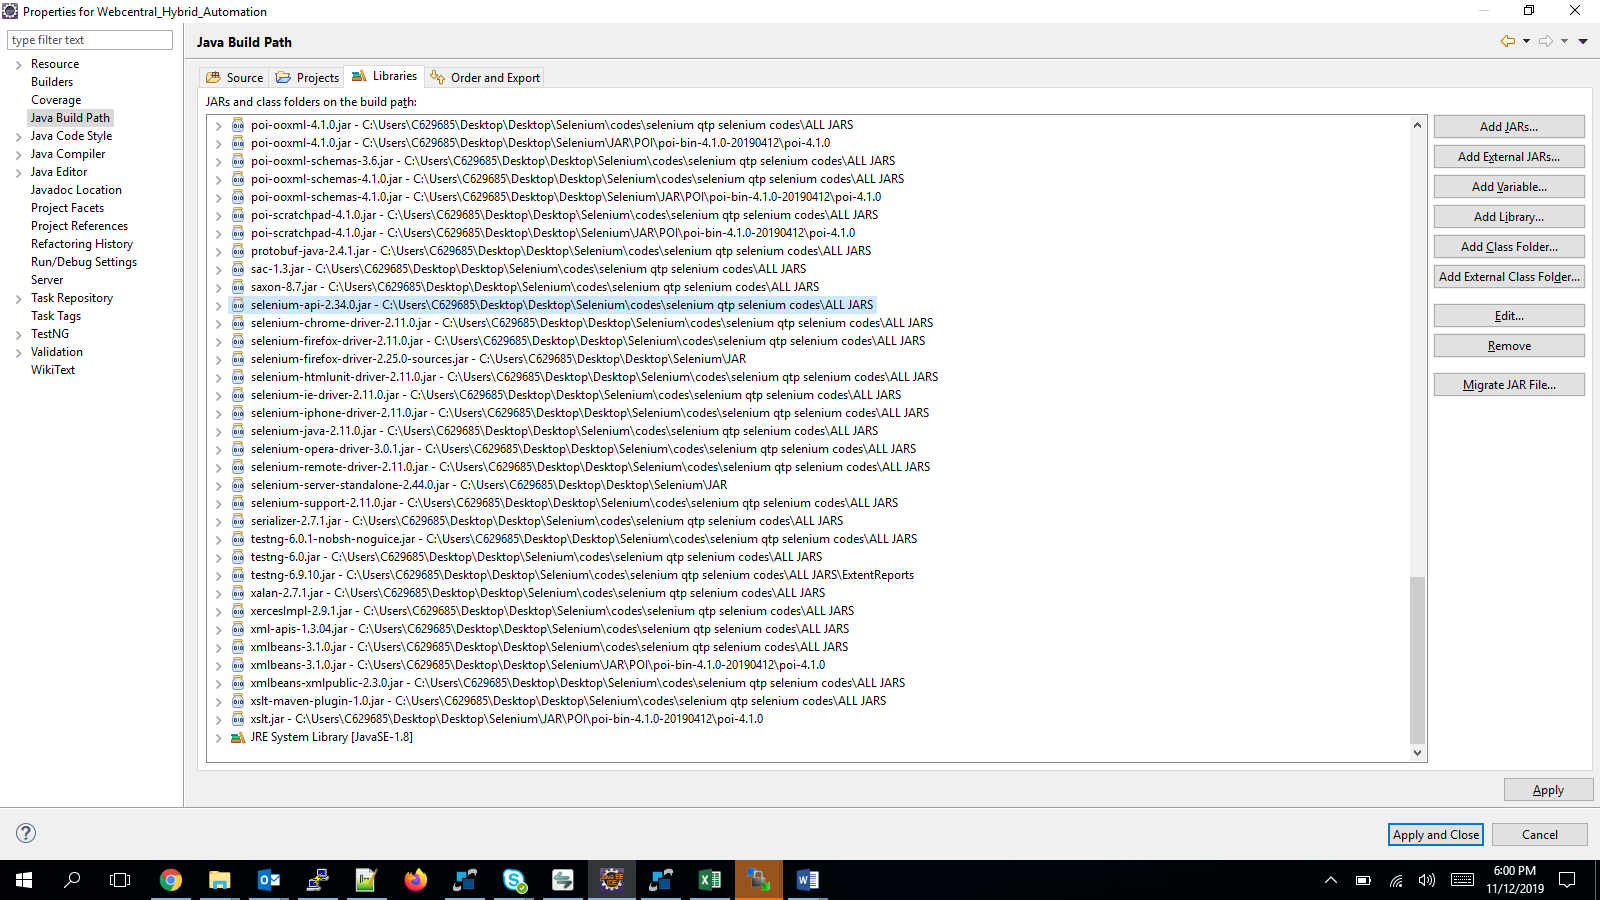 Properties for Webcentral_Hybrid_Automation
type filter text
Resource
Builders
Coverage
Java Build Path
Java Code Style
Java Compiler
Java Editor
Javadoc Location
Project Facets
Project References
Refactoring History
Run/Debug Settings
Server
Task Repository
Task Tags
TestNG
Validation
WikiText
Java Build Path
Source Projects Libraries Order and Export
JARs and class folders on the build path:
poi-ooxml-4.1.0.jar - C:\Users\C629685\Desktop\Desktop\Selenium\codes\selenium qtp selenium codes\ALL JARS
poi-ooxml-4.1.0.jar - C:\Users\C629685\Desktop\Desktop\Selenium\JAR\POI\poi-bin-4.1.0-20190412\poi-4.1.0
poi-ooxml-schemas-3.6.jar - C:\Users\C629685\Desktop\Desktop\Selenium\codes\selenium qtp selenium codes\ALL JARS
poi-ooxml-schemas-4.1.0.jar - C:\Users\C629685\Desktop\Desktop\Selenium\codes\selenium qtp selenium codes\ALL JARS
poi-ooxml-schemas-4.1.0.jar - C:\Users\C629685\Desktop\Desktop\Selenium\JAR\POI\poi-bin-4.1.0-20190412\poi-4.1.0
poi-scratchpad-4.1.0.jar - C:\Users\C629685\Desktop\Desktop\Selenium\codes\selenium qtp selenium codes\ALL JARS
poi-scratchpad-4.1.0.jar - C:\Users\C629685\Desktop\Desktop\Selenium\JAR\POI\poi-bin-4.1.0-20190412\poi-4.1.0
protobuf-java-2.4.1.jar - C:\Users\C629685\Desktop\Desktop\Selenium\codes\selenium qtp selenium codes\ALL JARS
sac-1.3.jar - C:\Users\C629685\Desktop\Desktop\Selenium\codes\selenium qtp selenium codes\ALL JARS
saxon-8.7.jar - C:\Users\C629685\Desktop\Desktop\Selenium\codes\selenium qtp selenium codes\ALL JARS
selenium-api-2.34.0.jar - C:\Users\C629685\Desktop\Desktop\Selenium\codes\selenium qtp selenium codes\ALL JARS
selenium-chrome-driver-2.11.0.jar - C:\Users\C629685\Desktop\Desktop\Selenium\codes\selenium qtp selenium codes\ALL JARS
selenium-firefox-driver-2.11.0.jar - C:\Users\C629685\Desktop\Desktop\Selenium\codes\selenium qtp selenium codes\ALL JARS
selenium-firefox-driver-2.25.0-sources.jar - C:\Users\C629685\Desktop\Desktop\Selenium\JAR
selenium-htmlunit-driver-2.11.0.jar - C:\Users\C629685\Desktop\Desktop\Selenium\codes\selenium qtp selenium codes\ALL JARS
selenium-ie-driver-2.11.0.jar - C:\Users\C629685\Desktop\Desktop\Selenium\codes\selenium qtp selenium codes\ALL JARS
selenium-iphone-driver-2.11.0.jar - C:\Users\C629685\Desktop\Desktop\Selenium\codes\selenium qtp selenium codes\ALL JARS
selenium-java-2.11.0.jar - C:\Users\C629685\Desktop\Desktop\Selenium\codes\selenium qtp selenium codes\ALL JARS
selenium-opera-driver-3.0.1.jar - C:\Users\C629685\Desktop\Desktop\Selenium\codes\selenium qtp selenium codes\ALL JARS
selenium-remote-driver-2.11.0.jar - C:\Users\C629685\Desktop\Desktop\Selenium\codes\selenium qtp selenium codes\ALL JARS
selenium-server-standalone-2.44.0.jar - C:\Users\C629685\Desktop\Desktop\Selenium\JAR
selenium-support-2.11.0.jar - C:\Users\C629685\Desktop\Desktop\Selenium\codes\selenium qtp selenium codes\ALL JARS
serializer-2.7.1.jar - C:\Users\C629685\Desktop\Desktop\Selenium\codes\selenium qtp selenium codes\ALL JARS
testng-6.0.1-nobsh-noguice.jar - C:\Users\C629685\Desktop\Desktop\Selenium\codes\selenium qtp selenium codes\ALL JARS
testng-6.0.jar - C:\Users\C629685\Desktop\Desktop\Selenium\codes\selenium qtp selenium codes\ALL JARS
testng-6.9.10.jar - C:\Users\C629685\Desktop\Desktop\Selenium\codes\selenium qtp selenium codes\ALL JARS\ExtentReports
xalan-2.7.1.jar - C:\Users\C629685\Desktop\Desktop\Selenium\codes\selenium qtp selenium codes\ALL JARS
xercesImpl-2.9.1.jar - C:\Users\C629685\Desktop\Desktop\Selenium\codes\selenium qtp selenium codes\ALL JARS
xml-apis-1.3.04.jar - C:\Users\C629685\Desktop\Desktop\Selenium\codes\selenium qtp selenium codes\ALL JARS
xmlbeans-3.1.0.jar - C:\Users\C629685\Desktop\Desktop\Selenium\codes\selenium qtp selenium codes\ALL JARS
xmlbeans-3.1.0.jar - C:\Users\C629685\Desktop\Desktop\Selenium\JAR\POI\poi-bin-4.1.0-20190412\poi-4.1.0
xmlbeans-xmlpublic-2.3.0.jar - C:\Users\C629685\Desktop\Desktop\Selenium\codes\selenium qtp selenium codes\ALL JARS
xslt-maven-plugin-1.0.jar - C:\Users\C629685\Desktop\Desktop\Selenium\codes\selenium qtp selenium codes\ALL JARS
xslt.jar - C:\Users\C629685\Desktop\Desktop\Selenium\JAR\POI\poi-bin-4.1.0-20190412\poi-4.1.0
JRE System Library [JavaSE-1.8]
Add JARs...
Add External JARs...
Add Variable...
Add Library...
Add Class Folder...
Add External Class Folder...
Edit...
Remove
Migrate JAR File...
Apply
Apply and Close Cancel
6:00 PM
11/12/2019